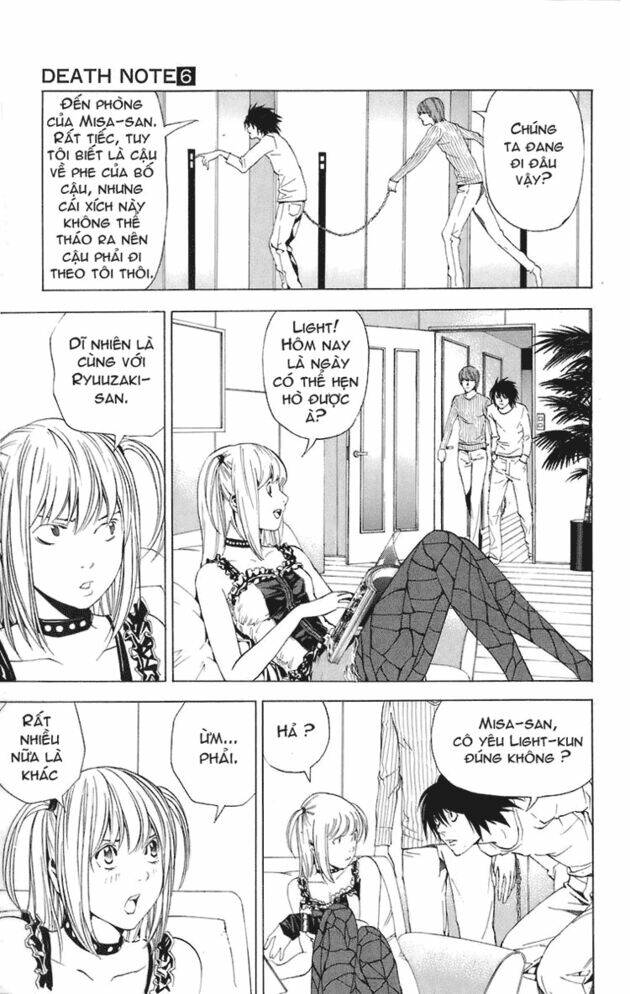 DEATH NOTE 6
CHÚNG
TA ĐANG
ĐI ĐÂU
VẬY?
ĐẾN PHÒNG
CỦA MISA-SAN.
RẤT TIẾC, TUY
TÔI BIẾT LÀ CẬU
VỀ PHE CỦA BỐ
CẬU, NHƯNG
CÁI XÍCH NÀY
KHÔNG THỂ
THÁO RA NÊN
CẬU PHẢI ĐI
THEO TÔI THÔI.
LIGHT!
HÔM NAY
LÀ NGÀY
CÓ THỂ HẸN
HÒ ĐƯỢC
À?
DĨ NHIÊN LÀ
CÙNG VỚI
RYUUZAKI-
SAN.
MISA-SAN,
CÔ YÊU LIGHT-KUN
ĐÚNG KHÔNG ?
HẢ ?
ỪM...
PHẢI.
RẤT
NHIỀU
NỮA LÀ
KHÁC